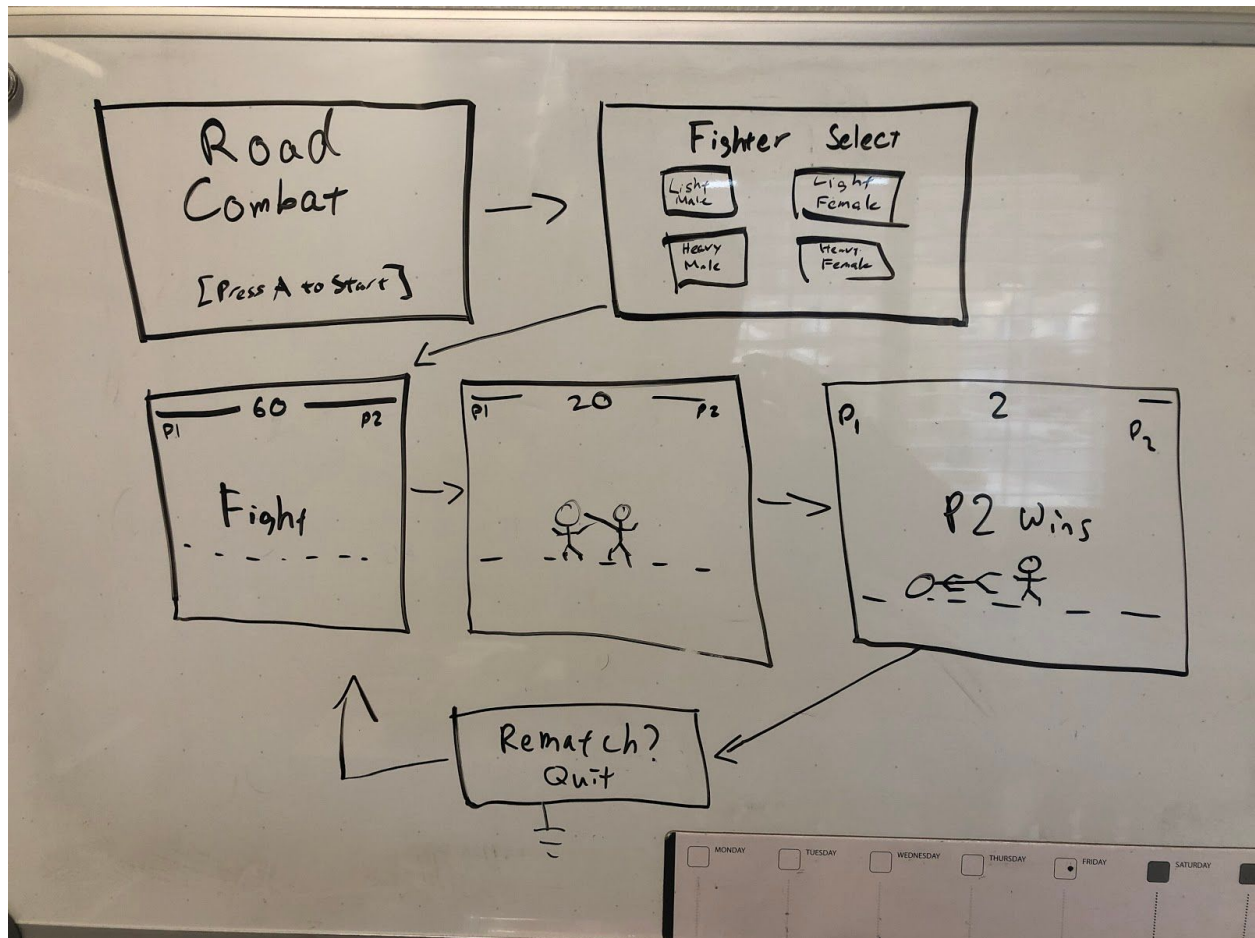 Road
Combat
[Press A to Start]
Fighter Select
Light
Male
Light
Female
Heavy
Male
Heavy
Female
60
P1 P2
Fight
20
P1 P2
2
P1 P2
P2 Wins
Rematch?
Quit
MONDAY TUESDAY WEDNESDAY THURSDAY FRIDAY SATURDAY